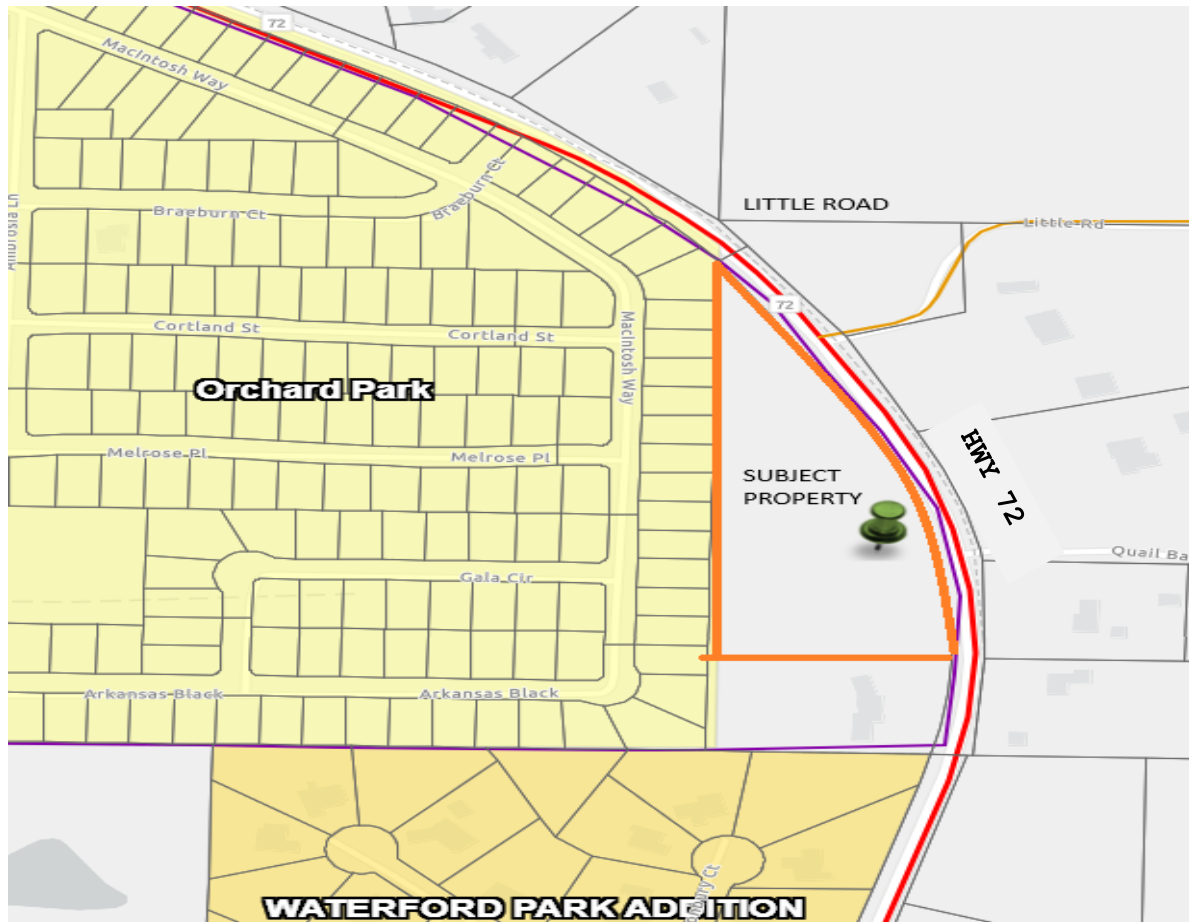 72
MacIntosh Way
Braeburn Ct
Ambrosia Ln
Braeburn Ct
LITTLE ROAD
Little Rd
72
Cortland St
Cortland St
MacIntosh Way
Orchard Park
HWY 72
Melrose Pl
Melrose Pl
SUBJECT
PROPERTY
Quail Ba
Gala Cir
Arkansas Black
Arkansas Black
WATERFORD PARK ADDITION